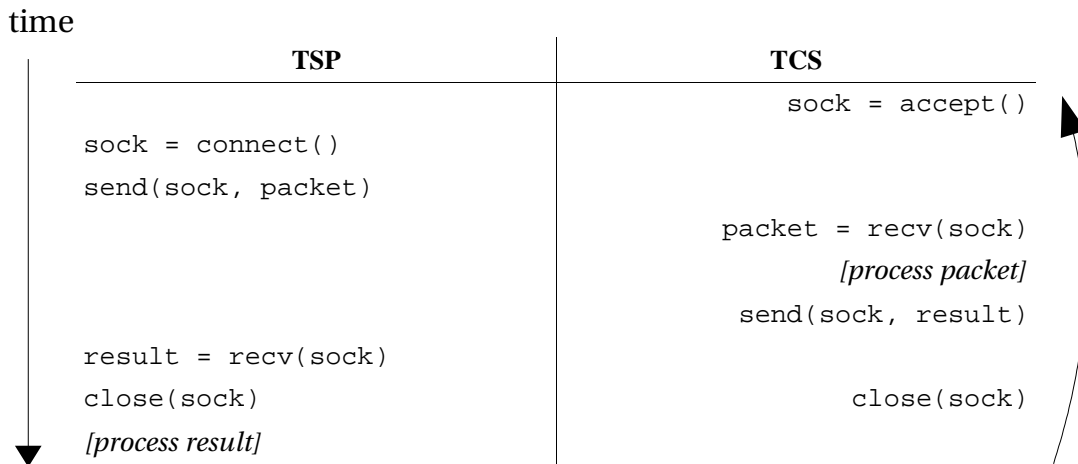 time
TSP TCS
sock = accept()
sock = connect()
send(sock, packet)
packet = recv(sock)
[process packet]
send(sock, result)
result = recv(sock)
close(sock) close(sock)
[process result]